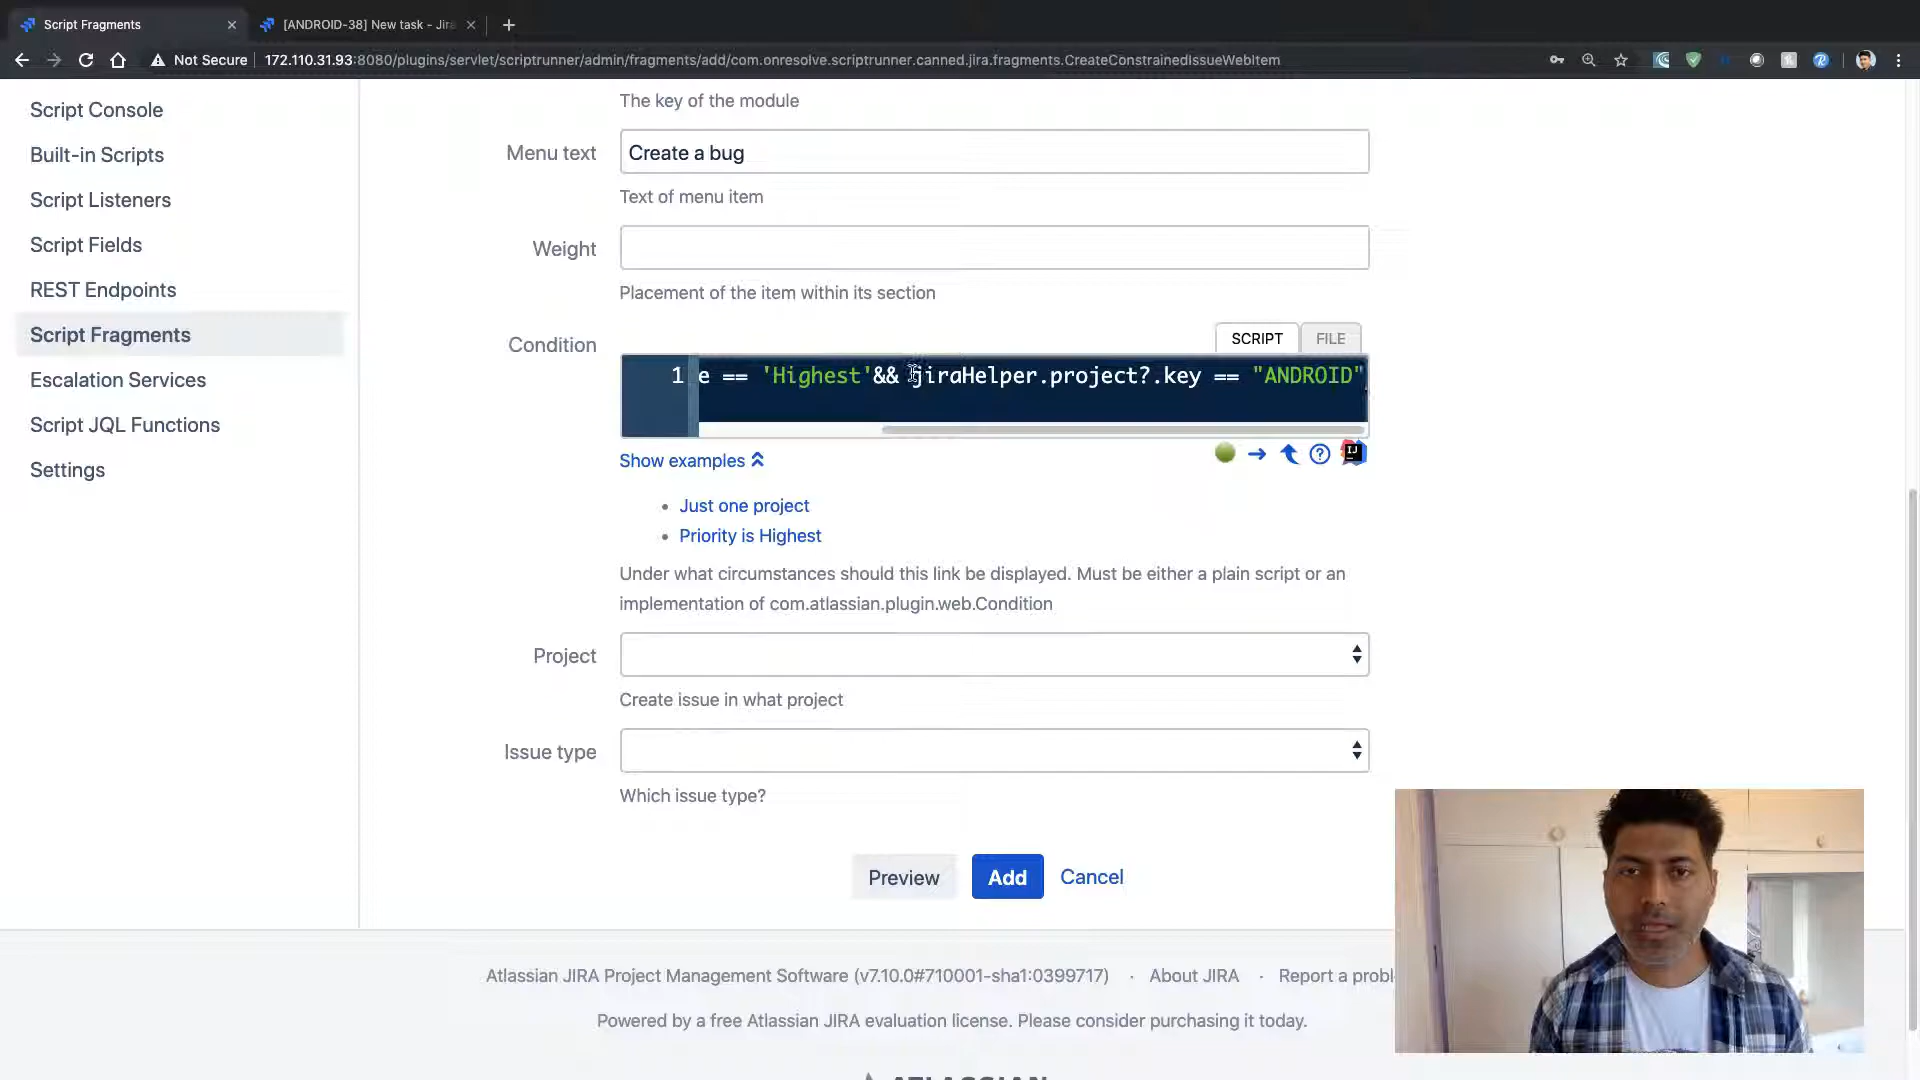 Script Fragments
[ANDROID-38] New task - Jira
Not Secure
172.110.31.93:8080/plugins/servlet/scriptrunner/admin/fragments/add/com.onresolve.scriptrunner.canned.jira.fragments.CreateConstrainedIssueWebItem
Script Console
Built-in Scripts
Script Listeners
Script Fields
REST Endpoints
Script Fragments
Escalation Services
Script JQL Functions
Settings
The key of the module
Menu text
Create a bug
Text of menu item
Weight
Placement of the item within its section
Condition
SCRIPT
FILE
1 e == 'Highest'&& jiraHelper.project?.key == "ANDROID"
Show examples
IJ
Just one project
Priority is Highest
Under what circumstances should this link be displayed. Must be either a plain script or an
implementation of com.atlassian.plugin.web.Condition
Project
Create issue in what project
Issue type
Which issue type?
Preview
Add
Cancel
Atlassian JIRA Project Management Software (v7.10.0#710001-sha1:0399717) · About JIRA · Report a probl
Powered by a free Atlassian JIRA evaluation license. Please consider purchasing it today.
ATLASSIAN